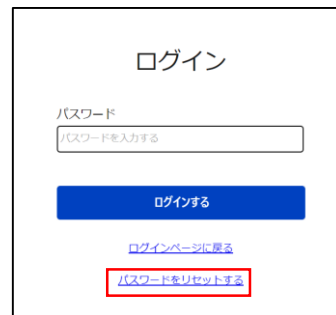 ログイン
パスワード
パスワードを入力する
ログインする
ログインページに戻る
パスワードをリセットする